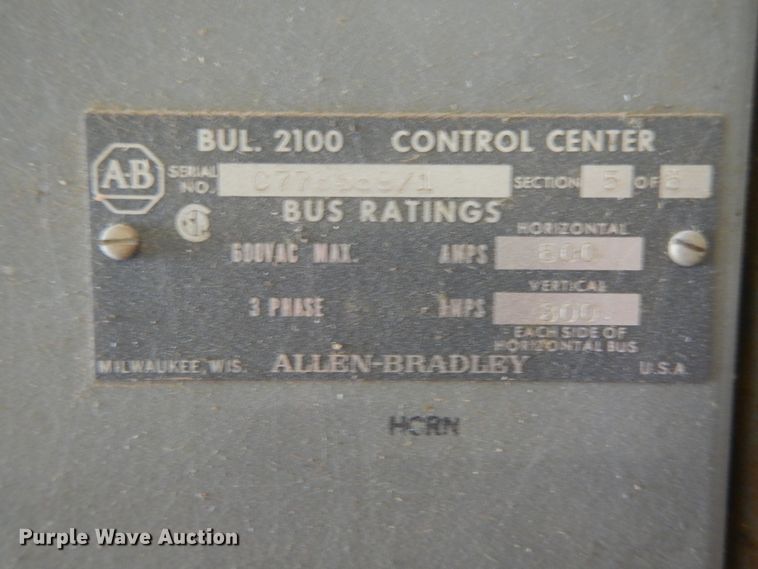 BUL. 2100 CONTROL CENTER
A-B SERIAL NO. SECTION 5 OF
BUS RATINGS
HORIZONTAL
600VAC MAX. AMPS
VERTICAL
3 PHASE AMPS 300
EACH SIDE OF
HORIZONTAL BUS
MILWAUKEE, WIS. ALLEN-BRADLEY U.S.A.
HCRN
Purple Wave Auction